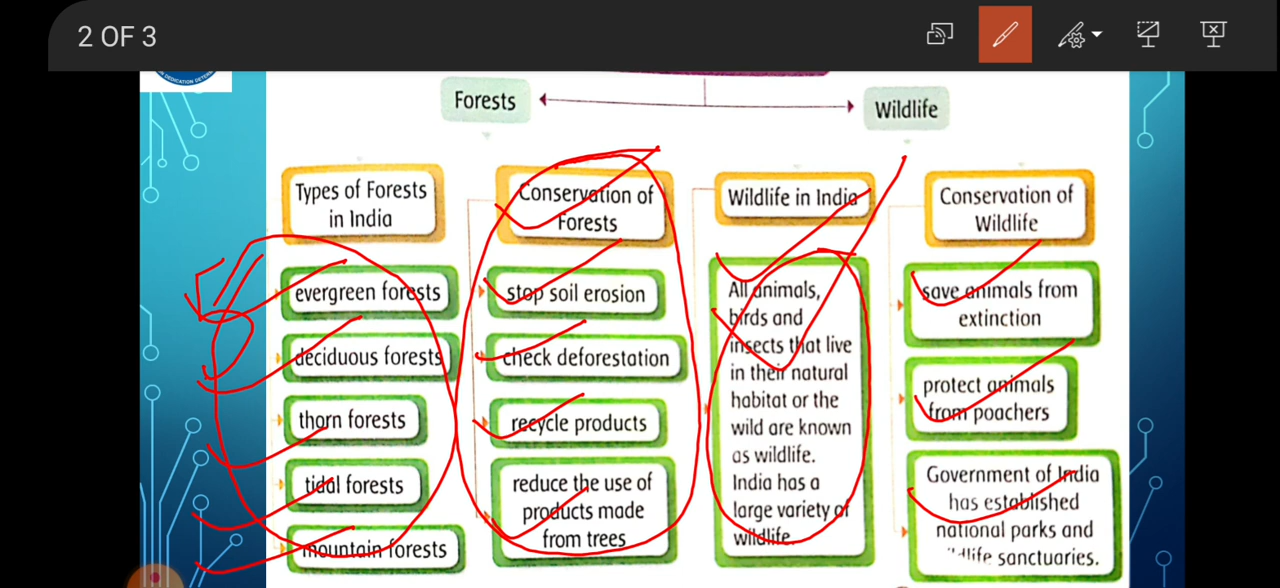 2 OF 3
DEDICATION
Forests
Wildlife
Types of Forests
in India
evergreen forests
deciduous forests
thorn forests
tidal forests
mountain forests
Conservation of
Forests
stop soil erosion
check deforestation
recycle products
reduce the use of
products made
from trees
Wildlife in India
All animals,
birds and
insects that live
in their natural
habitat or the
wild are known
as wildlife.
India has a
large variety of
wildlife.
Conservation of
Wildlife
save animals from
extinction
protect animals
from poachers
Government of India
has established
national parks and
wildlife sanctuaries.